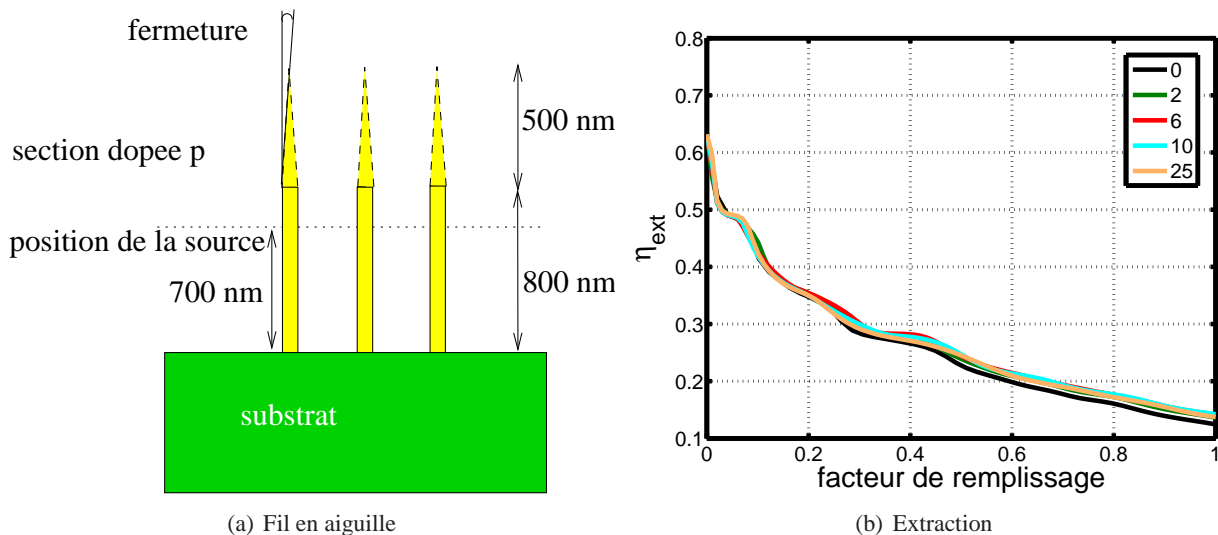 fermeture
section dopee p
position de la source
700 nm
500 nm
800 nm
substrat
(a) Fil en aiguille
0.8
0.7
0.6
0.5
0.4
0.3
0.2
0.1
η_ext
0
2
6
10
25
0 0.2 0.4 0.6 0.8 1
facteur de remplissage
(b) Extraction